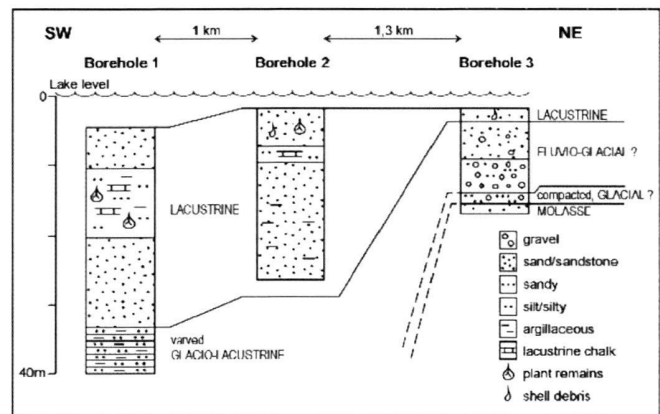 SW
1 km
1,3 km
NE
Borehole 1
Borehole 2
Borehole 3
Lake level
0
LACUSTRINE
FLUVIO-GLACIAL?
LACUSTRINE
compacted, GLACIAL?
MOLASSE
gravel
sand/sandstone
sandy
silt/silty
argillaceous
lacustrine chalk
plant remains
shell debris
varved
GLACIO-LACUSTRINE
40m